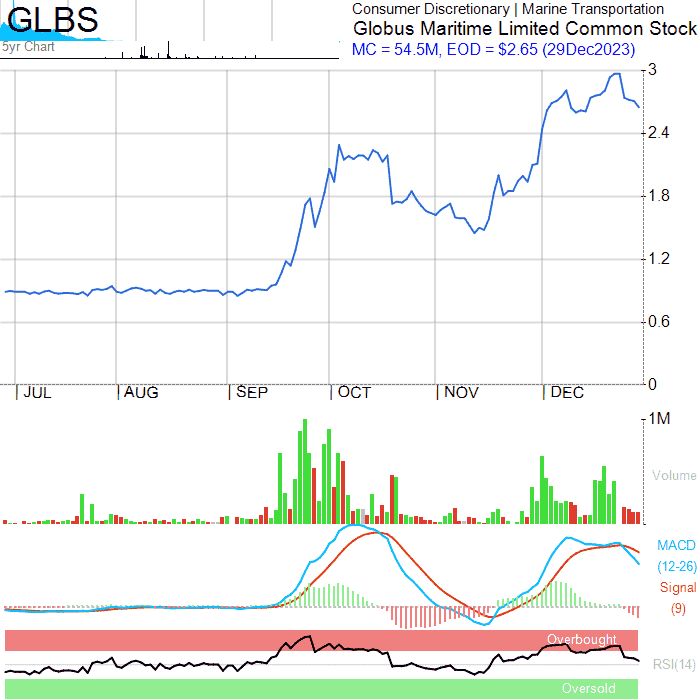 GLBS
5yr Chart
Consumer Discretionary | Marine Transportation
Globus Maritime Limited Common Stock
MC = 54.5M, EOD = $2.65 (29Dec2023)
3
2.4
1.8
1.2
0.6
0
| JUL | AUG | SEP | OCT | NOV | DEC
1M
Volume
MACD
(12-26)
Signal
(9)
Overbought
RSI(14)
Oversold